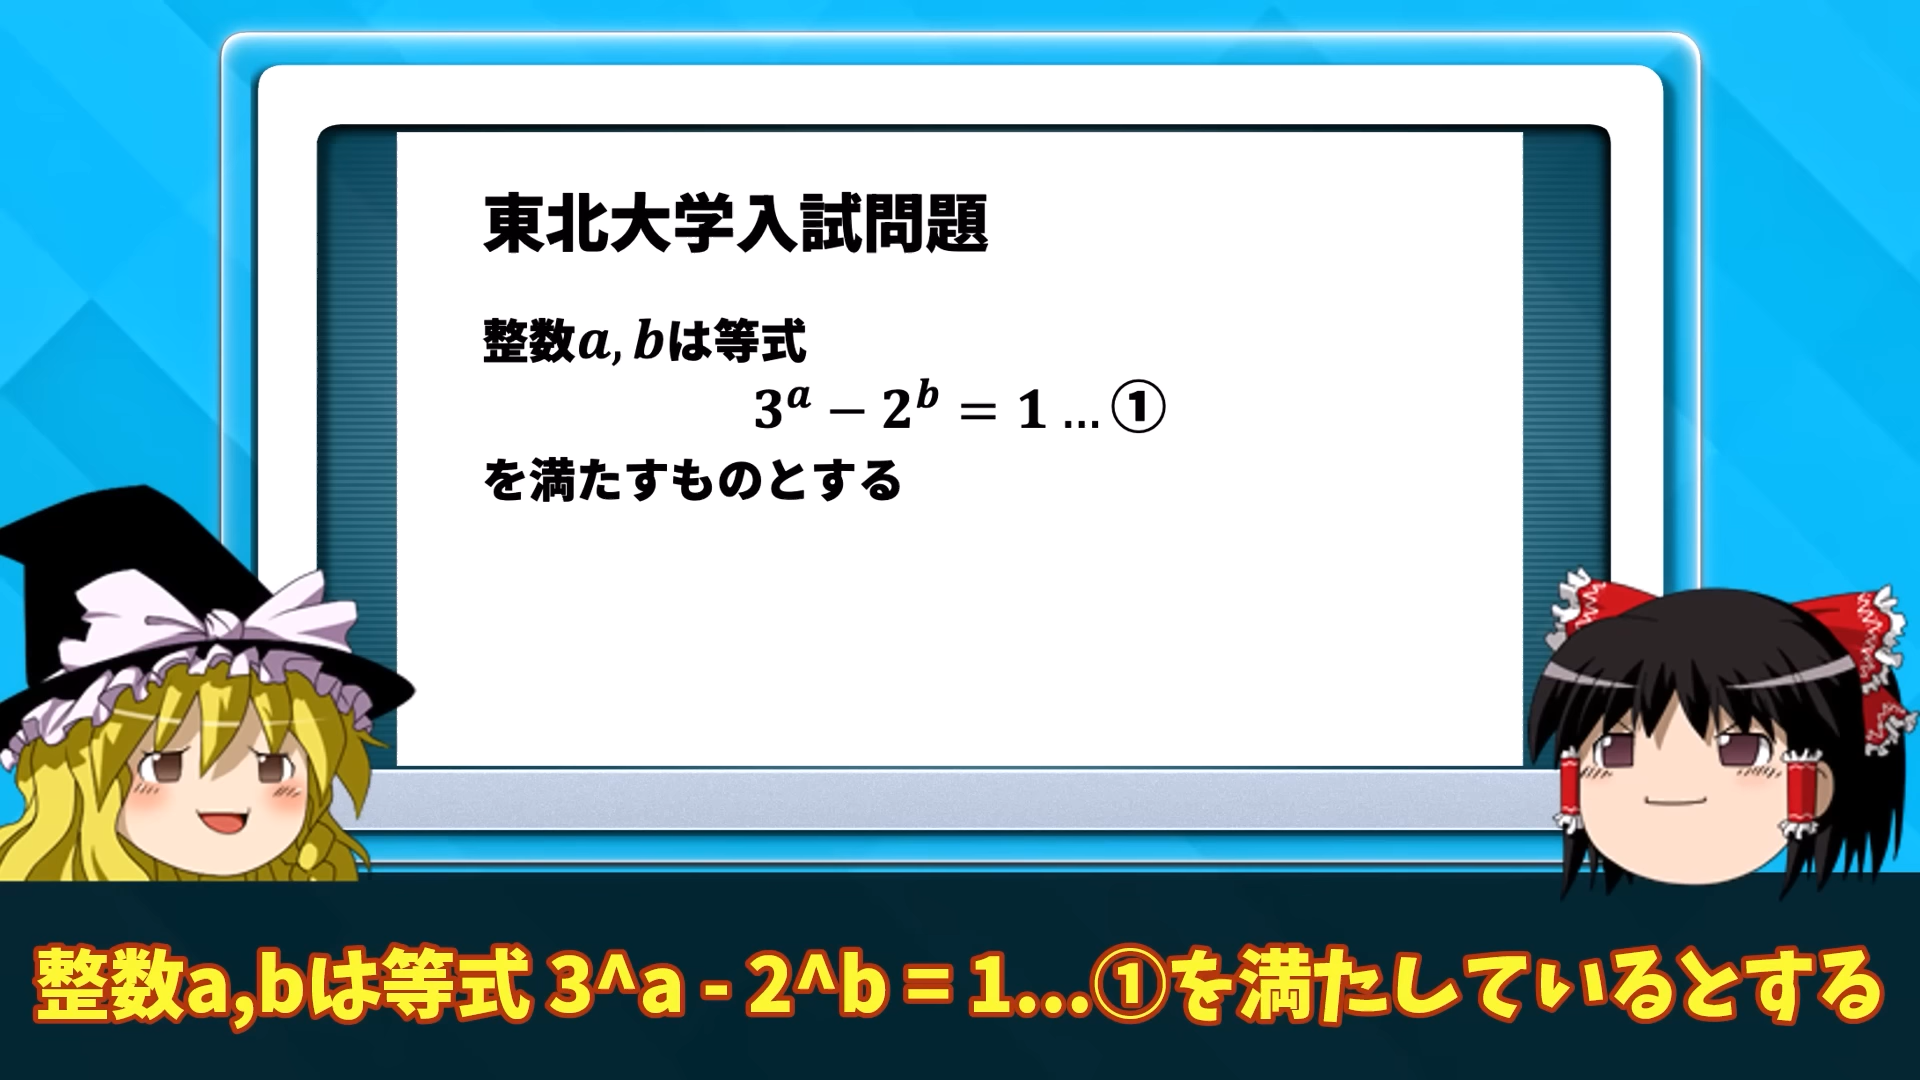 東北大学入試問題
整数a, bは等式
3^a − 2^b = 1 … ①
を満たすものとする
整数a,bは等式 3^a - 2^b = 1…①を満たしているとする